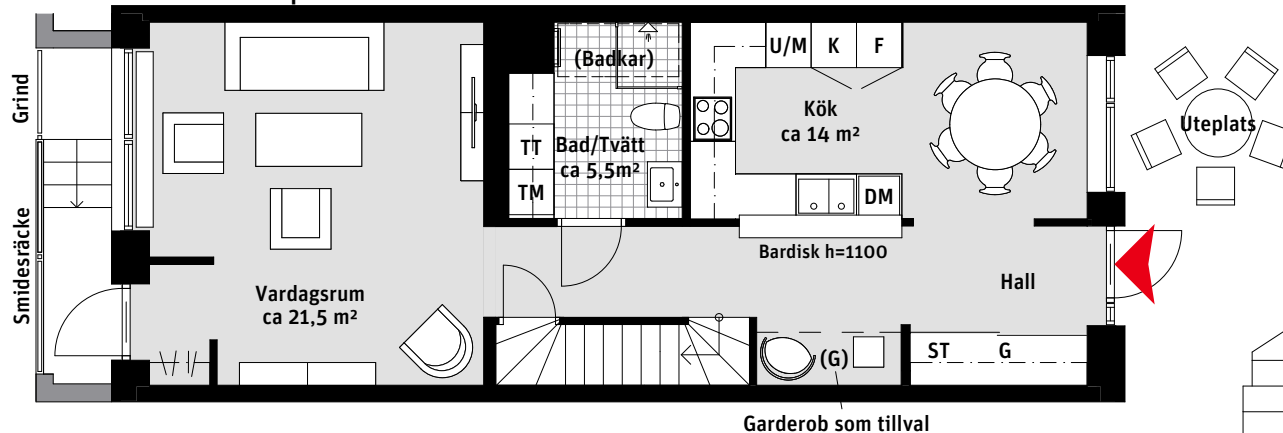 Grind
Smidesräcke
Vardagsrum
ca 21,5 m²
(Badkar)
TT
Bad/Tvätt
ca 5,5m²
TM
U/M
K
F
Kök
ca 14 m²
DM
Bardisk h=1100
Hall
Uteplats
(G)
ST
G
Garderob som tillval